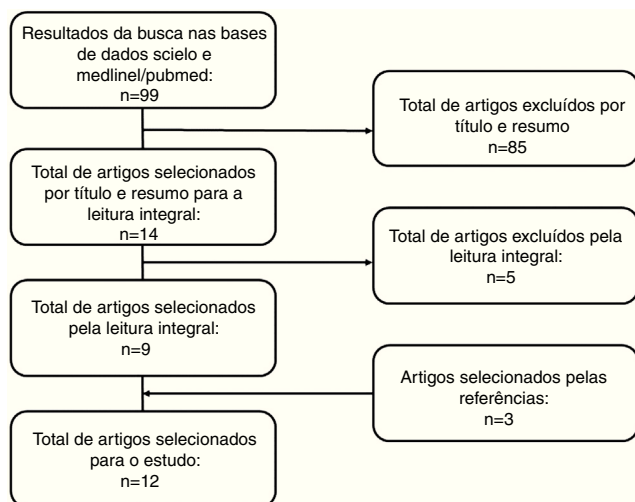 Resultados da busca nas bases
de dados scielo e
medlinel/pubmed:
n=99
Total de artigos excluídos por
título e resumo
n=85
Total de artigos selecionados
por título e resumo para a
leitura integral:
n=14
Total de artigos excluídos pela
leitura integral:
n=5
Total de artigos selecionados
pela leitura integral:
n=9
Artigos selecionados pelas
referências:
n=3
Total de artigos selecionados
para o estudo:
n=12